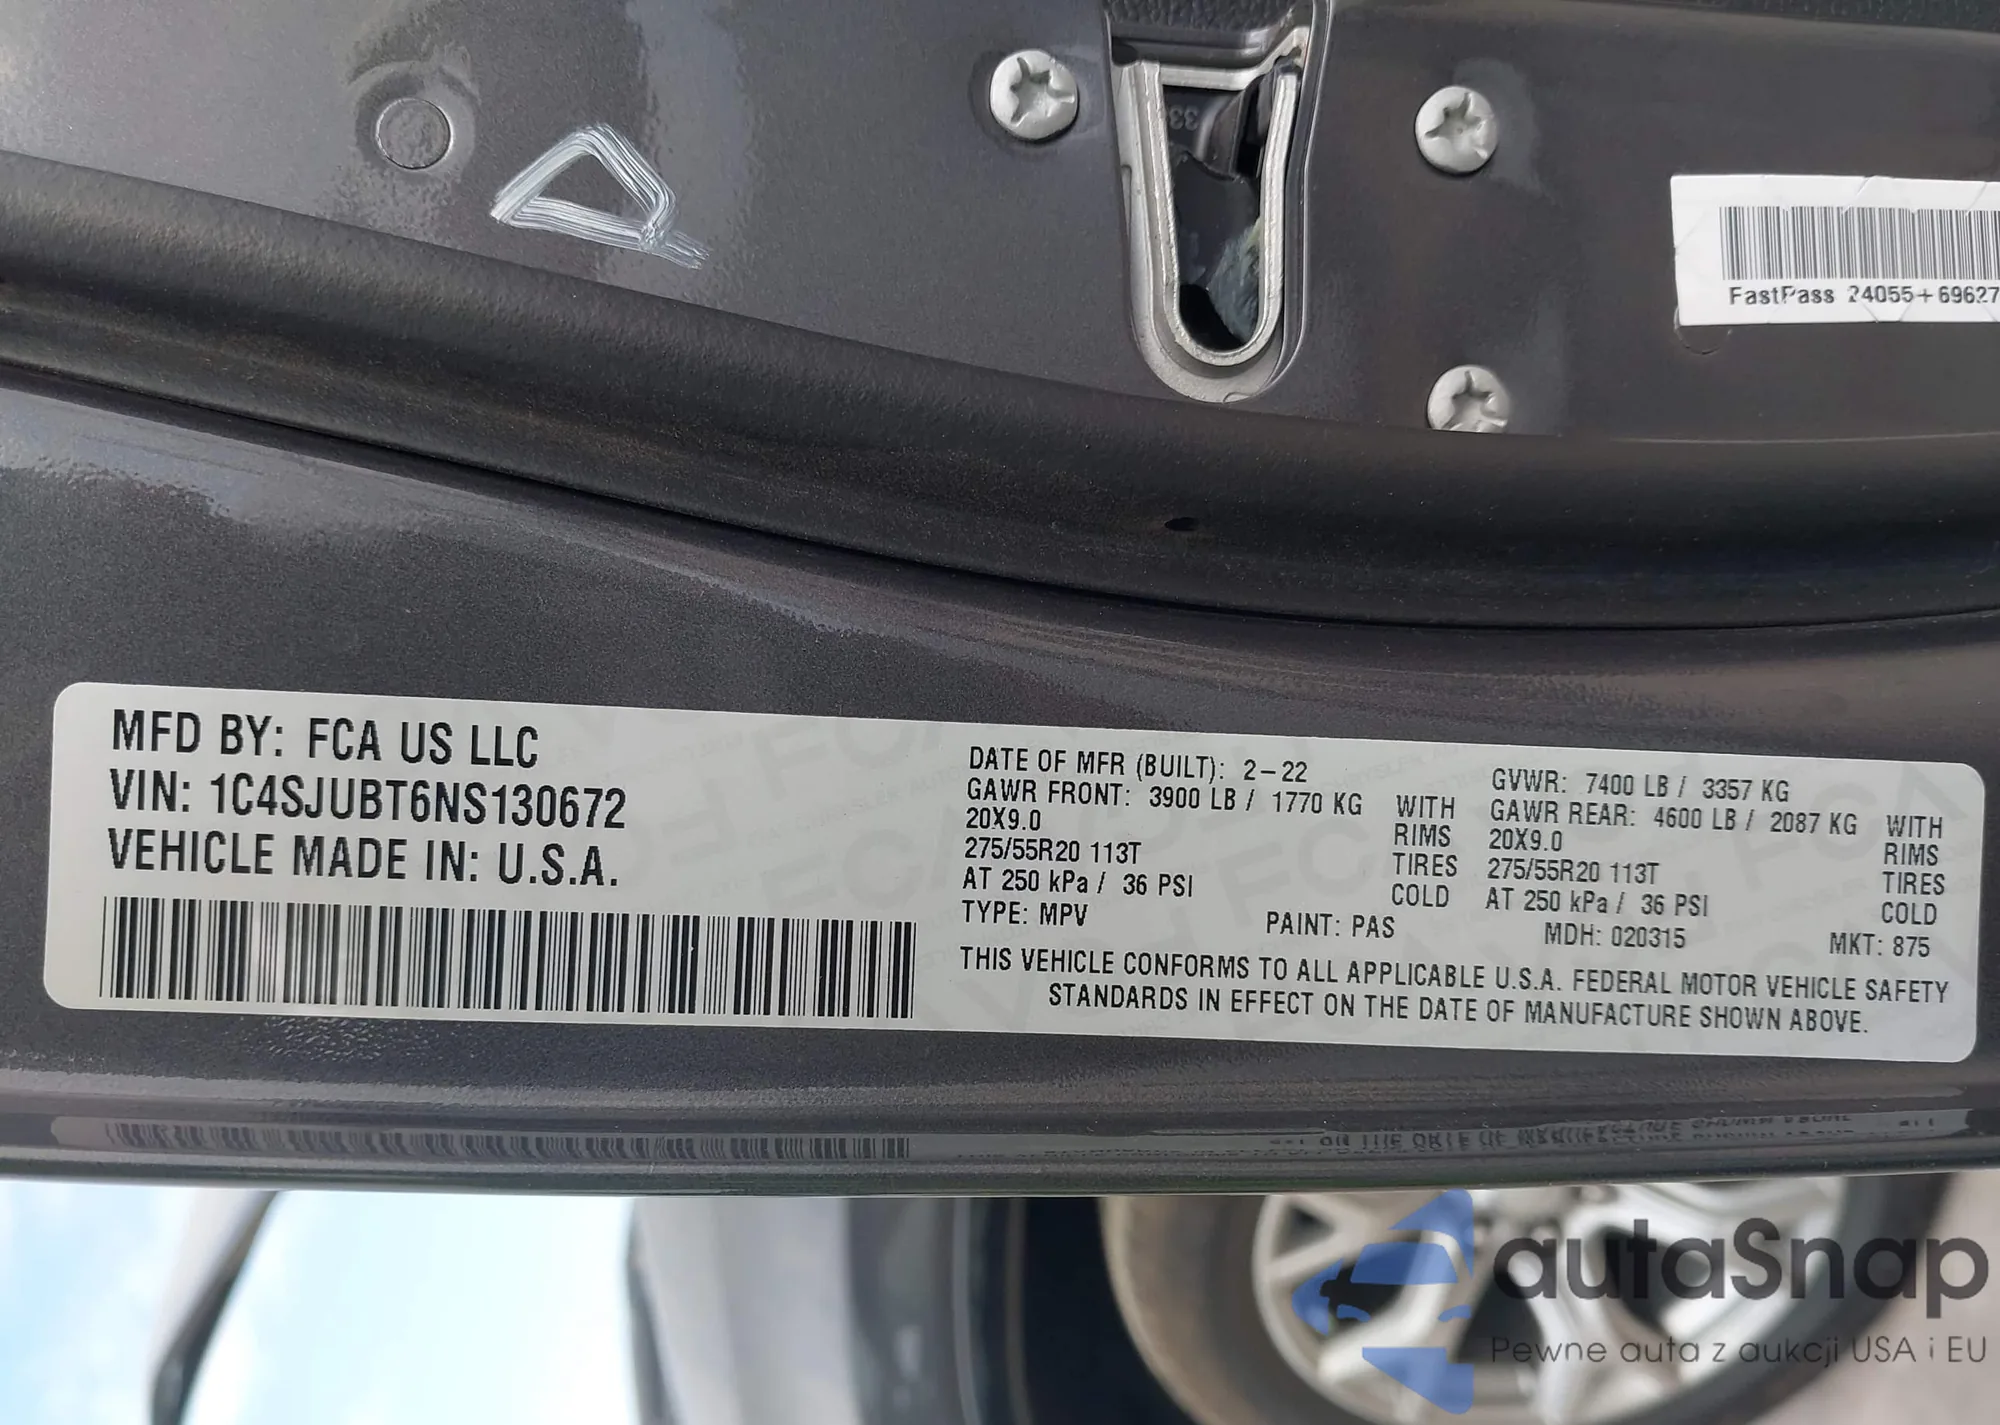 FastPass 24055+69627
MFD BY: FCA US LLC
VIN: 1C4SJUBT6NS130672
VEHICLE MADE IN: U.S.A.
DATE OF MFR (BUILT): 2-22
GAWR FRONT: 3900 LB / 1770 KG WITH
20X9.0 RIMS
275/55R20 113T TIRES
AT 250 kPa / 36 PSI COLD
GVWR: 7400 LB / 3357 KG
GAWR REAR: 4600 LB / 2087 KG WITH
20X9.0 RIMS
275/55R20 113T TIRES
AT 250 kPa / 36 PSI COLD
TYPE: MPV PAINT: PAS MDH: 020315 MKT: 875
THIS VEHICLE CONFORMS TO ALL APPLICABLE U.S.A. FEDERAL MOTOR VEHICLE SAFETY
STANDARDS IN EFFECT ON THE DATE OF MANUFACTURE SHOWN ABOVE.
autaSnap
Pewne auta z aukcji USA i EU